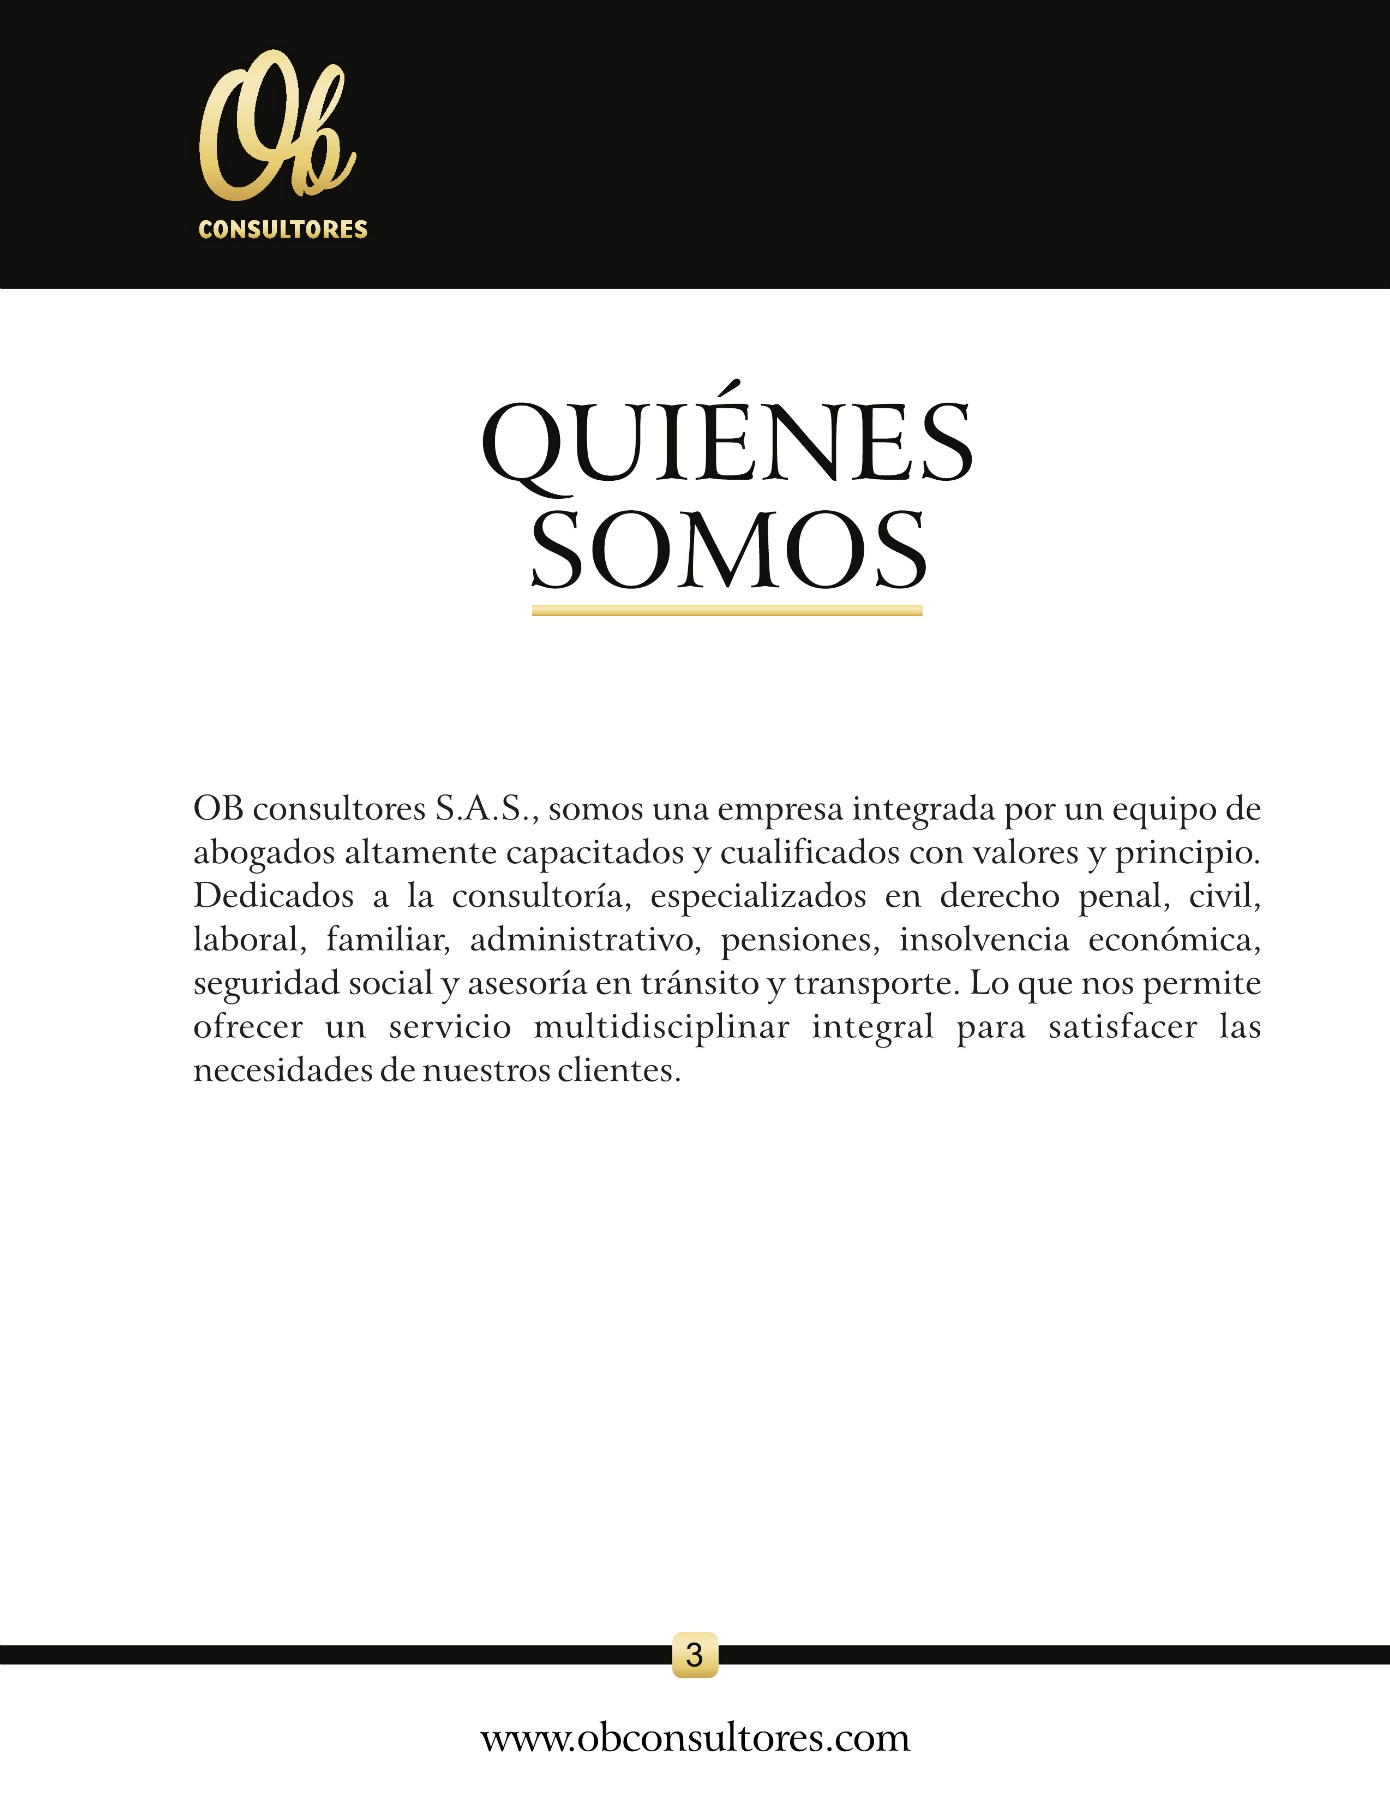 Ob
CONSULTORES
QUIÉNES
SOMOS
OB consultores S.A.S., somos una empresa integrada por un equipo de
abogados altamente capacitados y cualificados con valores y principio.
Dedicados a la consultoría, especializados en derecho penal, civil,
laboral, familiar, administrativo, pensiones, insolvencia económica,
seguridad social y asesoría en tránsito y transporte. Lo que nos permite
ofrecer un servicio multidisciplinar integral para satisfacer las
necesidades de nuestros clientes.
3
www.obconsultores.com